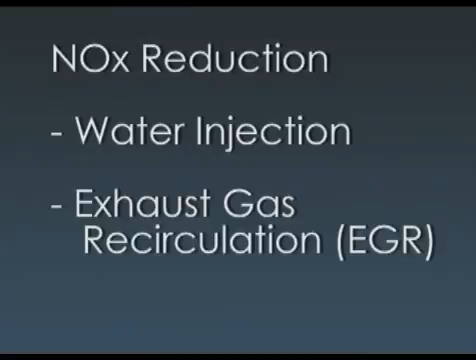 NOx Reduction
- Water Injection
- Exhaust Gas
Recirculation (EGR)